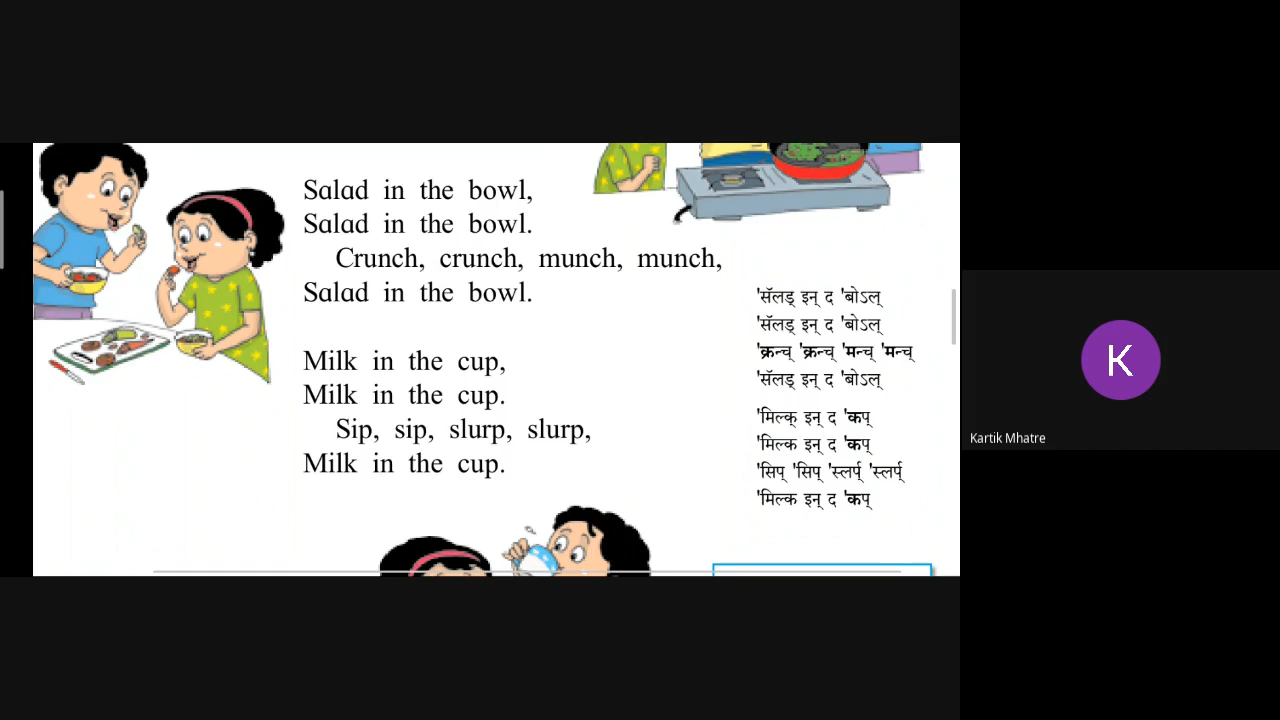 Salad in the bowl,
Salad in the bowl.
Crunch, crunch, munch, munch,
Salad in the bowl.
Milk in the cup,
Milk in the cup.
Sip, sip, slurp, slurp,
Milk in the cup.
'सॅलड् इन् द 'बोऽल्
'सॅलड् इन् द 'बोऽल्
'क्रन्च् 'क्रन्च् 'मन्च् 'मन्च्
'सॅलड् इन् द 'बोऽल्
'मिल्क् इन् द 'कप्
'मिल्क इन् द 'कप्
'सिप् 'सिप् 'स्लर्प् 'स्लर्प्
'मिल्क इन् द 'कप्
K
Kartik Mhatre